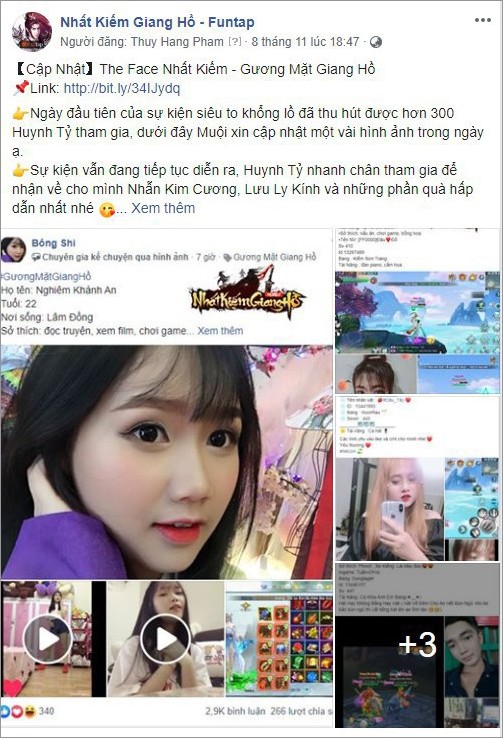 Nhất Kiếm Giang Hồ - Funtap
Người đăng: Thuy Hang Pham [?] · 8 tháng 11 lúc 18:47 ·
【Cập Nhật】The Face Nhất Kiếm - Gương Mặt Giang Hồ
📌Link: http://bit.ly/34IJydq
👉Ngày đầu tiên của sự kiện siêu to khổng lồ đã thu hút được hơn 300
Huynh Tỷ tham gia, dưới đây Muội xin cập nhật một vài hình ảnh trong ngày
ạ.
👉Sự kiện vẫn đang tiếp tục diễn ra, Huynh Tỷ nhanh chân tham gia để
nhận về cho mình Nhẫn Kim Cương, Lưu Ly Kính và những phần quà hấp
dẫn nhất nhé 😘... Xem thêm
Bông Shi
Chuyên gia kể chuyện qua hình ảnh · 7 giờ · Nhất Kiếm Giang Hồ
#GươngMặtGiangHồ
Họ tên: Nghiêm Khánh An
Tuổi: 22
Nơi sống: Lâm Đồng
Sở thích: đọc truyện, xem film, chơi game... Xem thêm
Nhất Kiếm Giang Hồ
+3
340
2,9K bình luận 266 lượt chia s